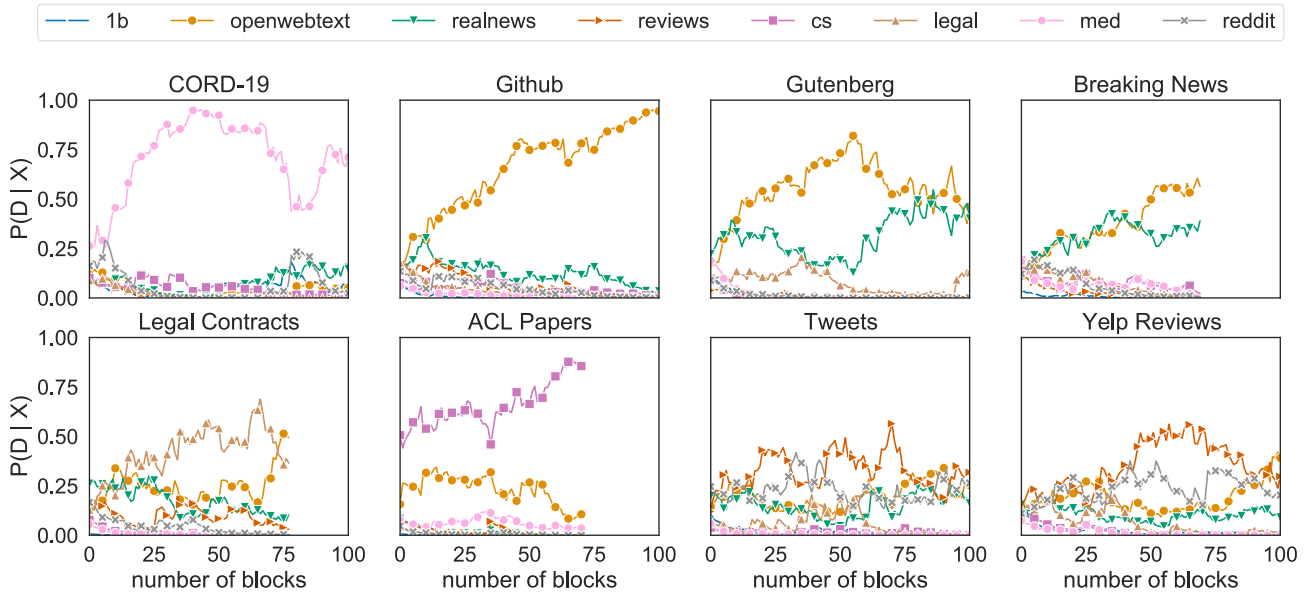 1b openwebtext realnews reviews cs legal med reddit
CORD-19 Github Gutenberg Breaking News
P(D | X)
1.00
0.75
0.50
0.25
0.00
Legal Contracts ACL Papers Tweets Yelp Reviews
P(D | X)
1.00
0.75
0.50
0.25
0.00
0 25 50 75 100 0 25 50 75 100 0 25 50 75 100 0 25 50 75 100
number of blocks number of blocks number of blocks number of blocks